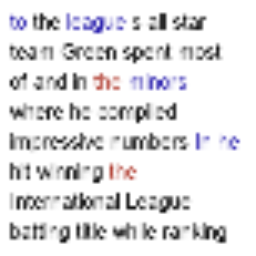 to the league s all star
team Green spent most
of and in the minors
where he compiled
impressive numbers In he
hit winning the
International League
batting title while ranking